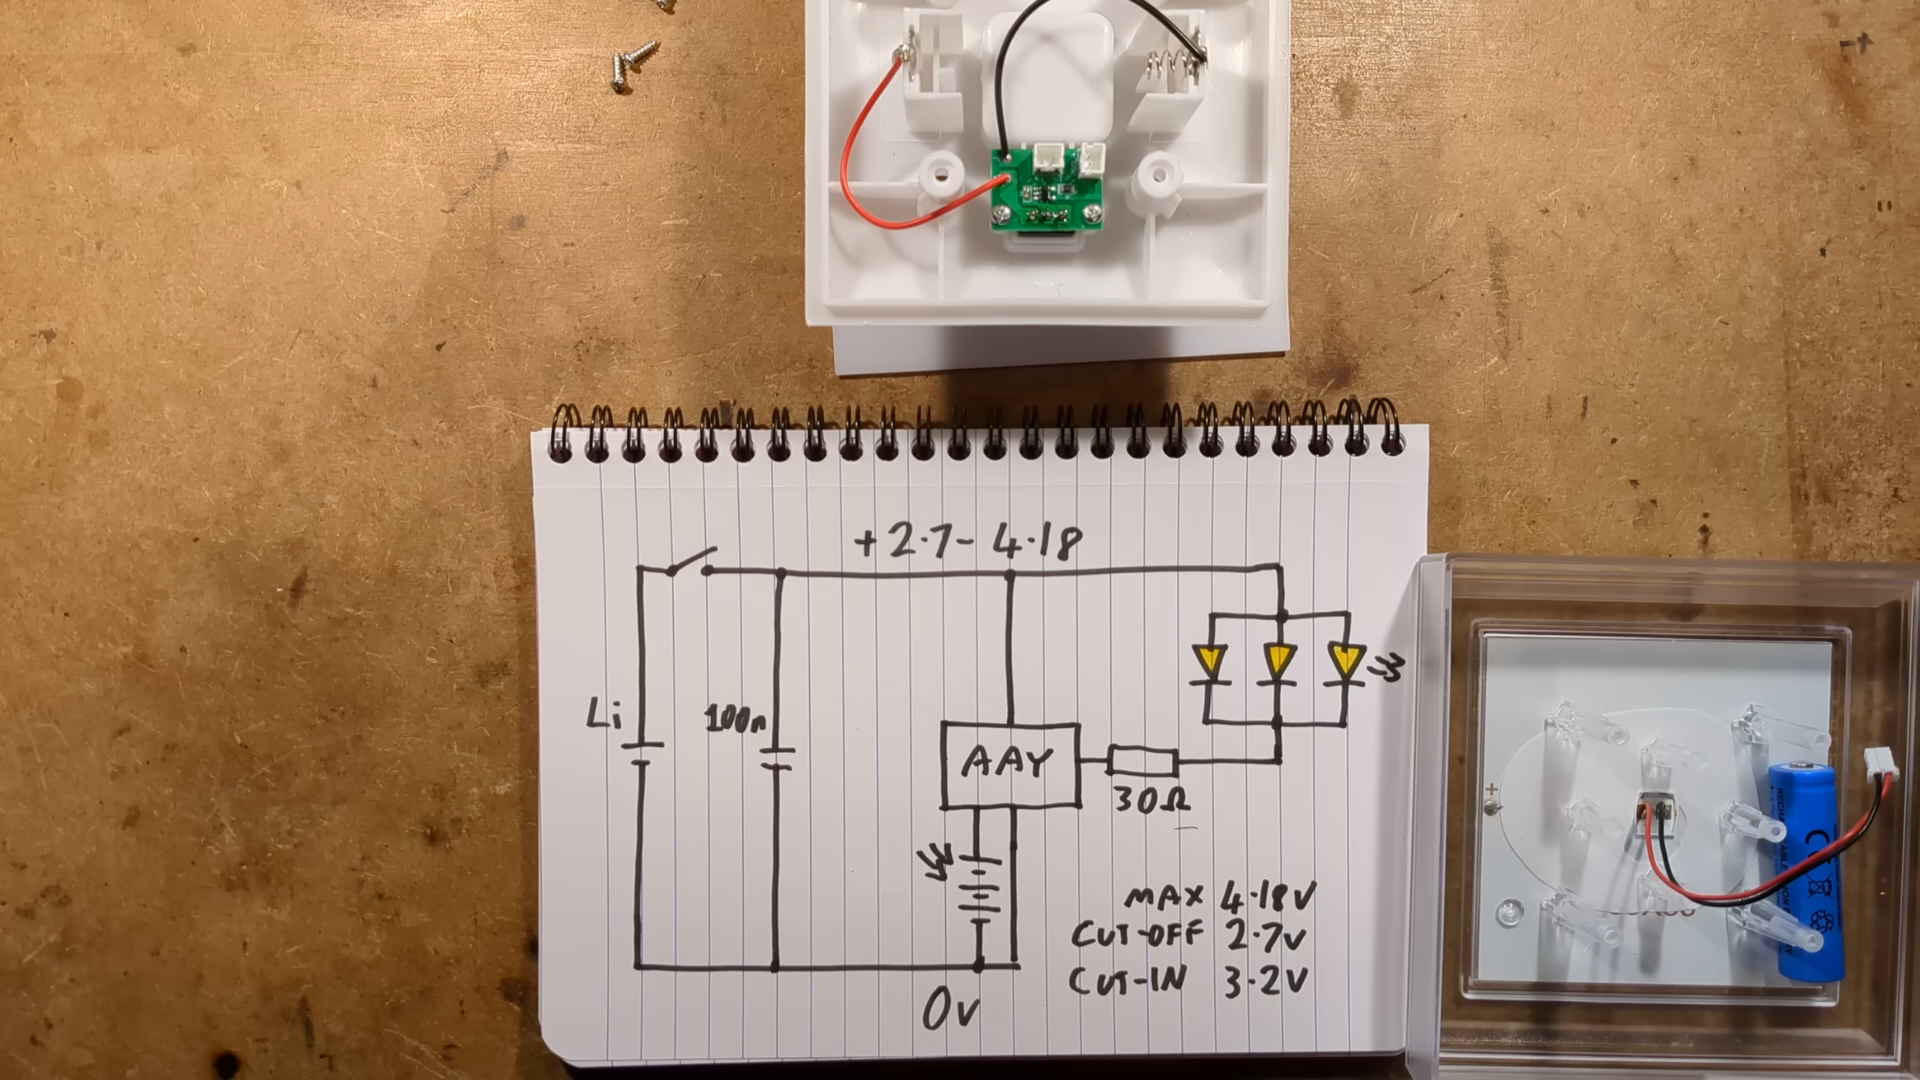 +2.7- 4.18
Li
100n
AAY
30Ω
MAX 4.18V
CUT-OFF 2.7V
CUT-IN 3.2V
0v
+